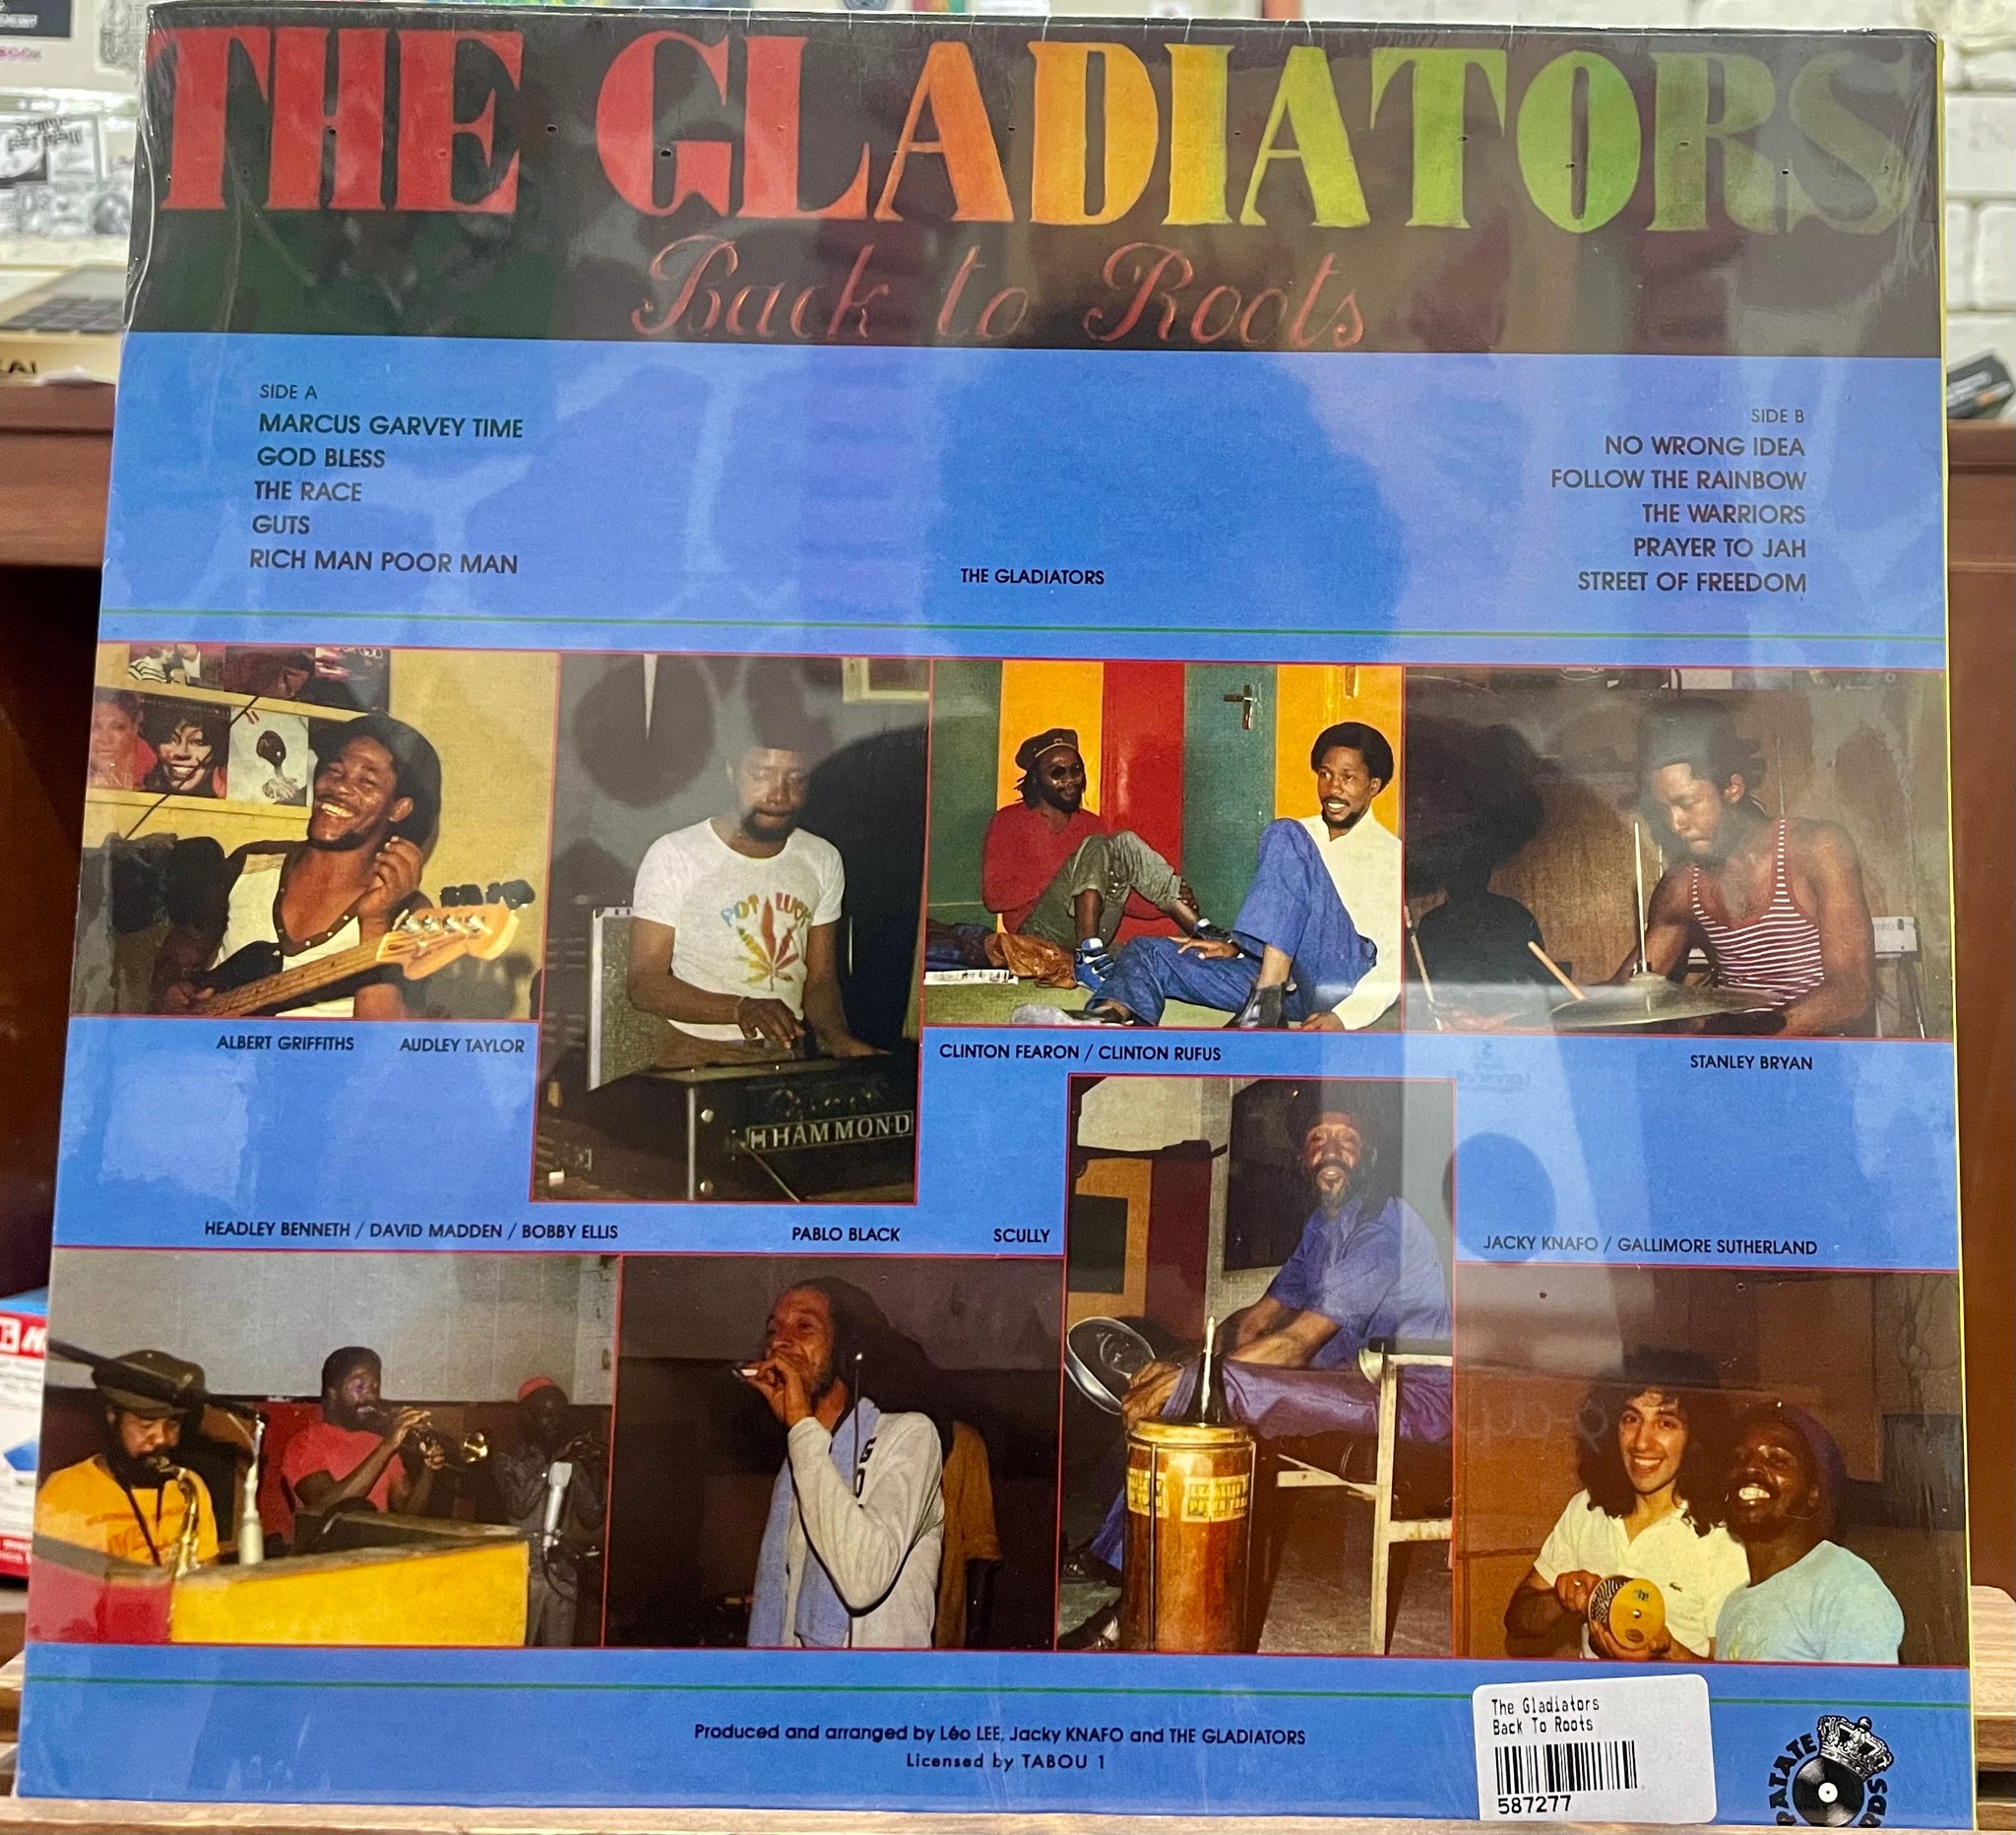 THE GLADIATORS
Back to Roots
SIDE A
MARCUS GARVEY TIME
GOD BLESS
THE RACE
GUTS
RICH MAN POOR MAN
THE GLADIATORS
SIDE B
NO WRONG IDEA
FOLLOW THE RAINBOW
THE WARRIORS
PRAYER TO JAH
STREET OF FREEDOM
POT LUCK
HAMMOND
ALBERT GRIFFITHS
AUDLEY TAYLOR
CLINTON FEARON / CLINTON RUFUS
STANLEY BRYAN
HEADLEY BENNETH / DAVID MADDEN / BOBBY ELLIS
PABLO BLACK
SCULLY
JACKY KNAFO / GALLIMORE SUTHERLAND
Produced and arranged by Léo LEE, Jacky KNAFO and THE GLADIATORS
Licensed by TABOU 1
The Gladiators
Back To Roots
587277